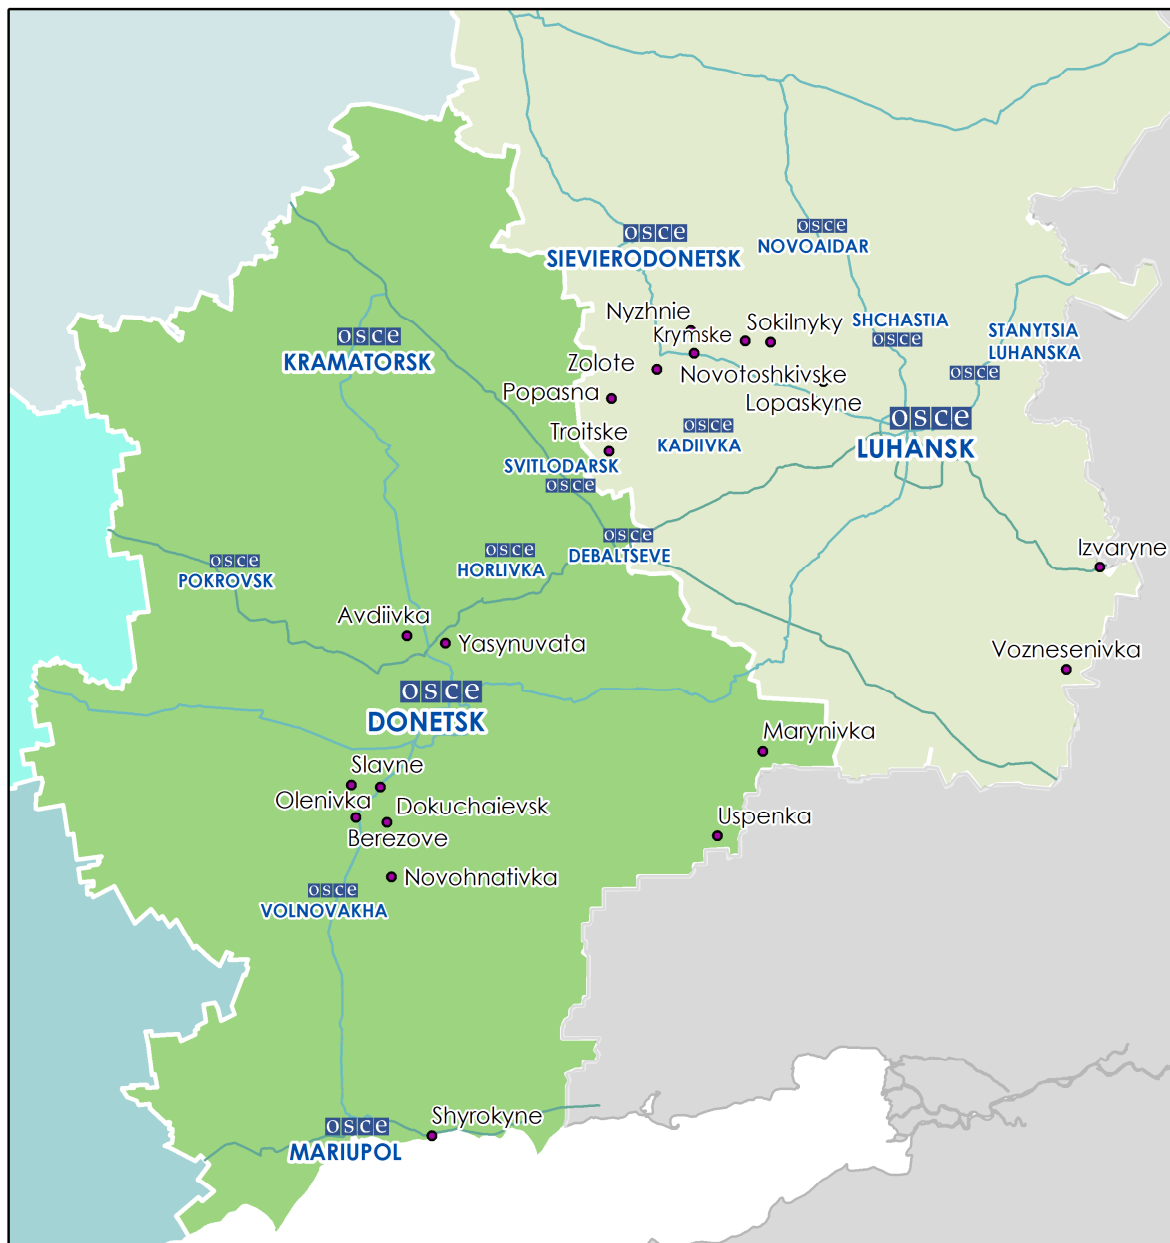 osce
NOVOAIDAR
osce
SIEVIERODONETSK
Nyzhnie
Sokilnyky
SHCHASTIA
osce
Krymske
STANYTSIA
LUHANSKA
osce
osce
KRAMATORSK
Zolote
Novotoshkivske
Popasna
Lopaskyne
osce
LUHANSK
osce
KADIIVKA
Troitske
SVITLODARSK
osce
osce
DEBALTSEVE
osce
HORLIVKA
osce
POKROVSK
Izvaryne
Avdiivka
Yasynuvata
Voznesenivka
osce
DONETSK
Marynivka
Slavne
Olenivka
Dokuchaievsk
Uspenka
Berezove
Novohnativka
osce
VOLNOVAKHA
Shyrokyne
osce
MARIUPOL